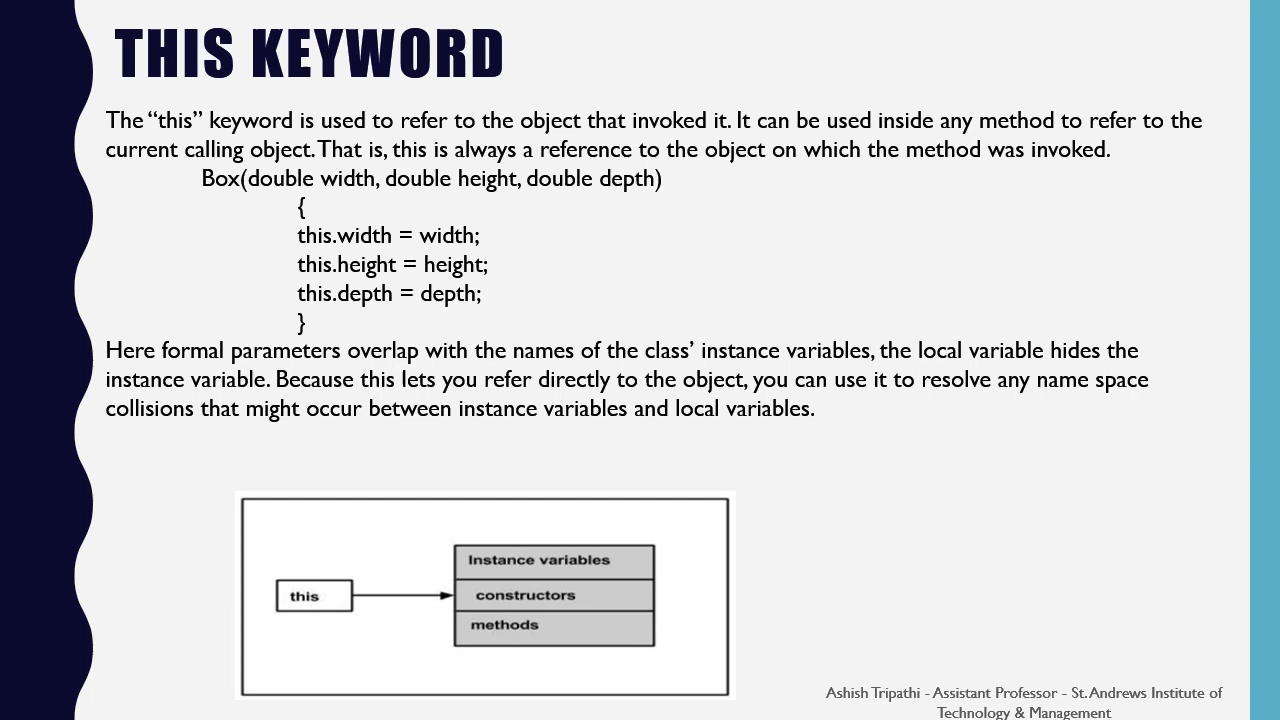 THIS KEYWORD
The “this” keyword is used to refer to the object that invoked it. It can be used inside any method to refer to the
current calling object. That is, this is always a reference to the object on which the method was invoked.
Box(double width, double height, double depth)
{
this.width = width;
this.height = height;
this.depth = depth;
}
Here formal parameters overlap with the names of the class’ instance variables, the local variable hides the
instance variable. Because this lets you refer directly to the object, you can use it to resolve any name space
collisions that might occur between instance variables and local variables.
Instance variables
this
constructors
methods
Ashish Tripathi - Assistant Professor - St. Andrews Institute of
Technology & Management